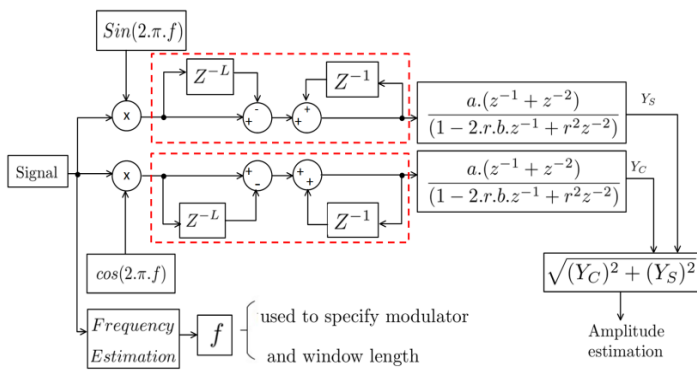 Sin(2.π.f)
Z^{-L}
Z^{-1}
x
-
+
+
+
a.(z^{-1} + z^{-2})
(1 − 2.r.b.z^{-1} + r^2z^{-2})
Y_S
Signal
x
+
-
+
+
Z^{-L}
Z^{-1}
a.(z^{-1} + z^{-2})
(1 − 2.r.b.z^{-1} + r^2z^{-2})
Y_C
cos(2.π.f)
√(Y_C)^2 + (Y_S)^2
Frequency
Estimation
f
used to specify modulator
and window length
Amplitude
estimation